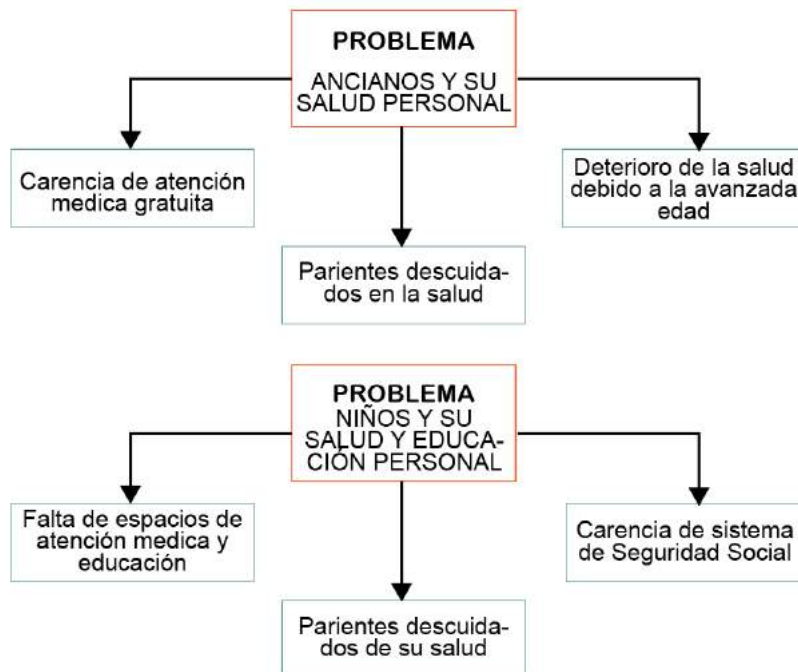 PROBLEMA
ANCIANOS Y SU
SALUD PERSONAL
Carencia de atención
medica gratuita
Parientes descuida-
dos en la salud
Deterioro de la salud
debido a la avanzada
edad
PROBLEMA
NIÑOS Y SU
SALUD Y EDUCA-
CIÓN PERSONAL
Falta de espacios de
atención medica y
educación
Parientes descuida-
dos de su salud
Carencia de sistema
de Seguridad Social